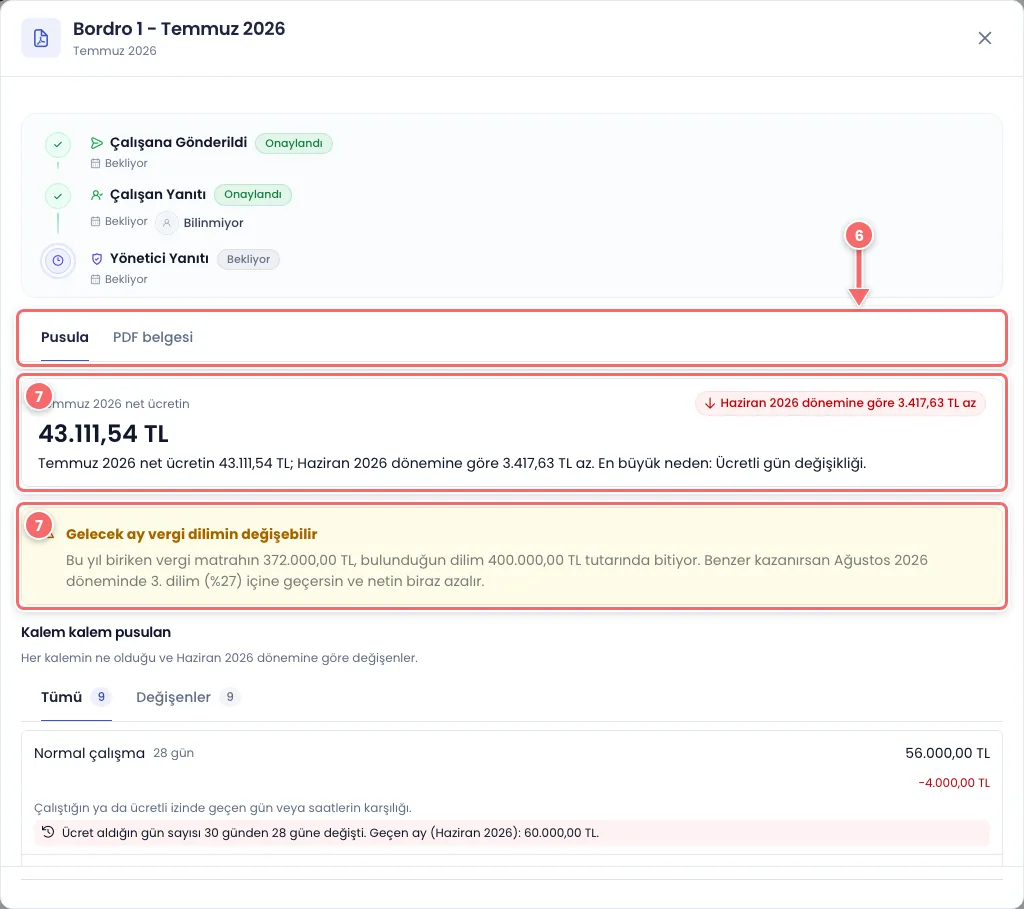 Bordro 1 - Temmuz 2026
Temmuz 2026
Çalışana Gönderildi Onaylandı
Bekliyor
Çalışan Yanıtı Onaylandı
Bekliyor Bilinmiyor
Yönetici Yanıtı Bekliyor
Bekliyor
6
Pusula PDF belgesi
7
2026 net ücretin
Haziran 2026 dönemine göre 3.417,63 TL az
43.111,54 TL
Temmuz 2026 net ücretin 43.111,54 TL; Haziran 2026 dönemine göre 3.417,63 TL az. En büyük neden: Ücretli gün değişikliği.
7
Gelecek ay vergi dilimin değişebilir
Bu yıl biriken vergi matrahın 372.000,00 TL, bulunduğun dilim 400.000,00 TL tutarında bitiyor. Benzer kazanırsan Ağustos 2026
döneminde 3. dilim (%27) içine geçersin ve netin biraz azalır.
Kalem kalem pusulan
Her kalemin ne olduğu ve Haziran 2026 dönemine göre değişenler.
Tümü 9 Değişenler 9
Normal çalışma 28 gün 56.000,00 TL
-4.000,00 TL
Çalıştığın ya da ücretli izinde geçen gün veya saatlerin karşılığı.
Ücret aldığın gün sayısı 30 günden 28 güne değişti. Geçen ay (Haziran 2026): 60.000,00 TL.